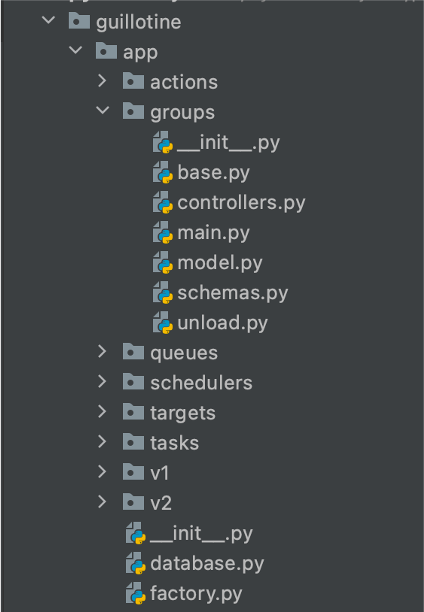 guillotine
app
actions
groups
__init__.py
base.py
controllers.py
main.py
model.py
schemas.py
unload.py
queues
schedulers
targets
tasks
v1
v2
__init__.py
database.py
factory.py